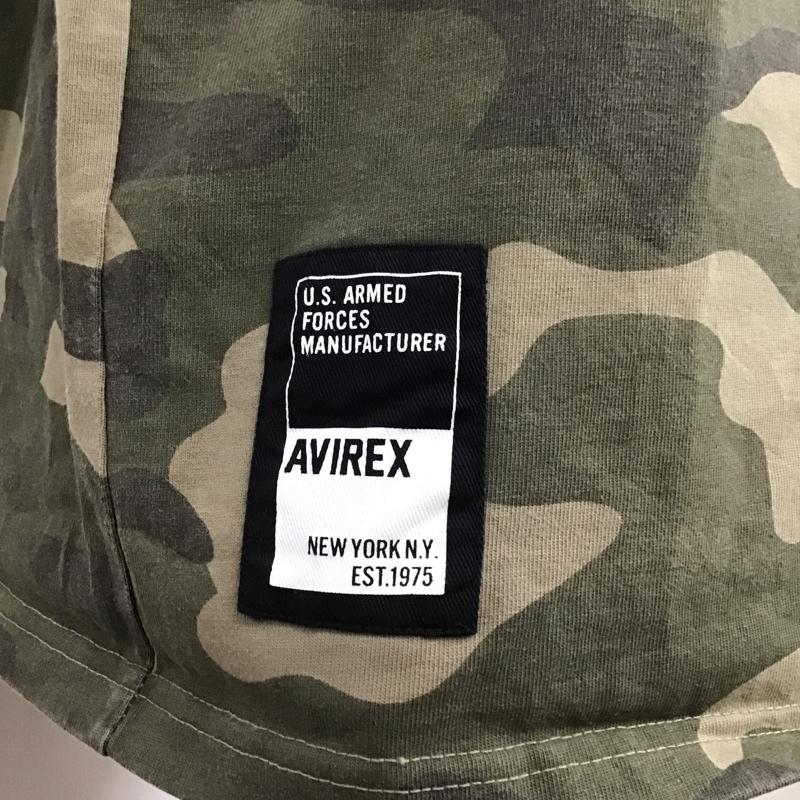 U.S. ARMED
FORCES
MANUFACTURER
AVIREX
NEW YORK N.Y.
EST.1975